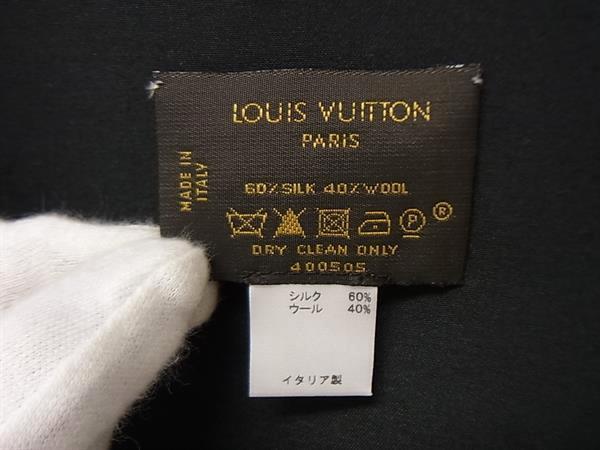 LOUIS VUITTON
PARIS
MADE IN
ITALY
60% SILK 40% WOOL
P ®
DRY CLEAN ONLY
400505
シルク 60%
ウール 40%
イタリア製